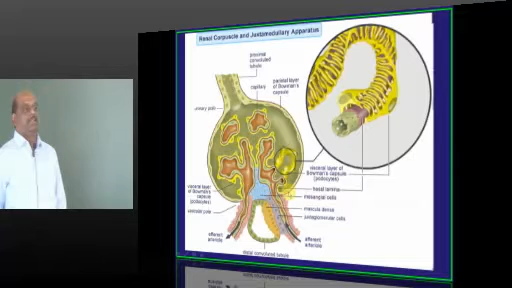 Renal Corpuscle and Juxtamedullary Apparatus
proximal
convoluted
tubule
parietal layer
of Bowman's
capsule
capillary
urinary pole
visceral layer of
Bowman's capsule
(podocytes)
basal lamina
mesangial cells
macula densa
juxtaglomerular cells
visceral layer
of Bowman's
capsule
(podocytes)
vascular pole
efferent
arteriole
afferent
arteriole
distal convoluted tubule